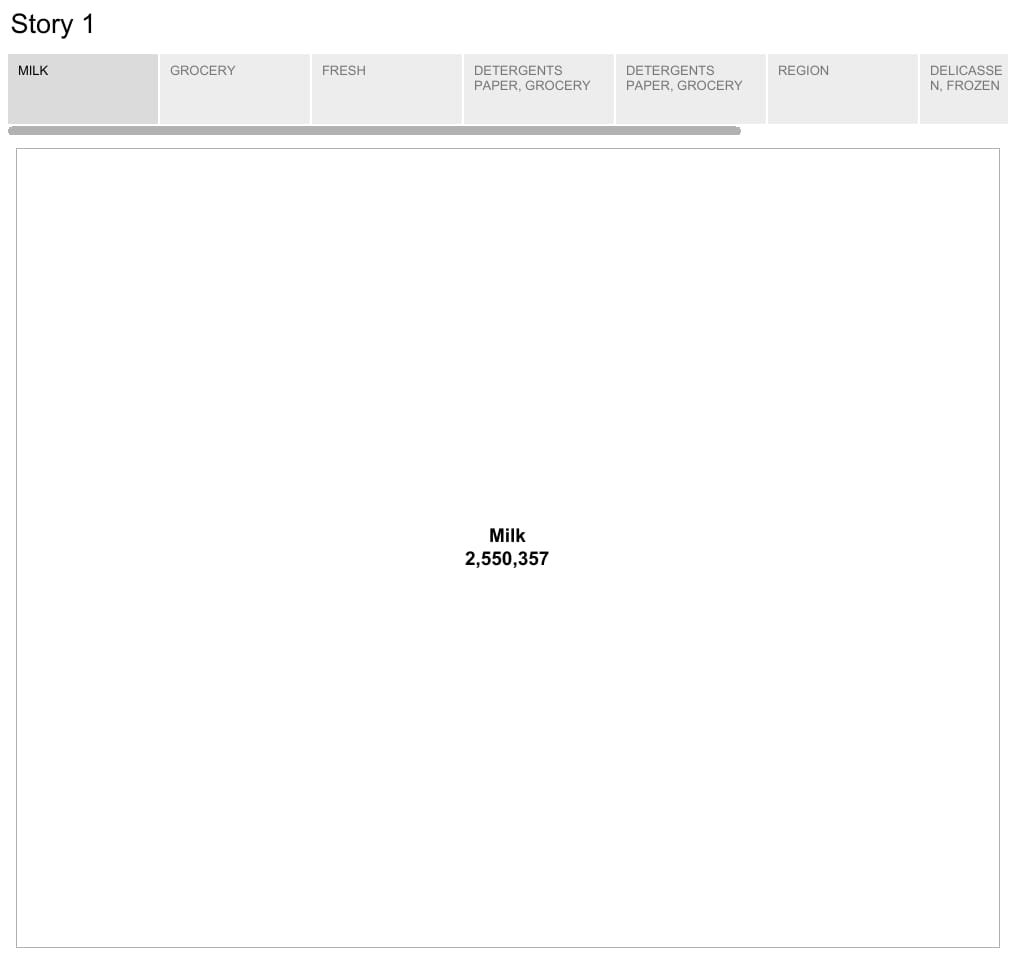 Story 1
MILK
GROCERY
FRESH
DETERGENTS
PAPER, GROCERY
DETERGENTS
PAPER, GROCERY
REGION
DELICASSE
N, FROZEN
Milk
2,550,357